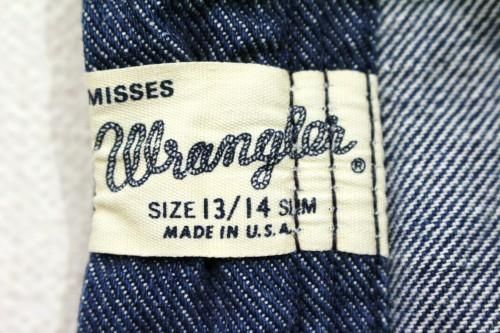 MISSES
Wrangler®
SIZE 13/14 SLIM
MADE IN U.S.A.